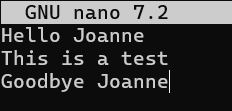 GNU nano 7.2
Hello Joanne
This is a test
Goodbye Joanne